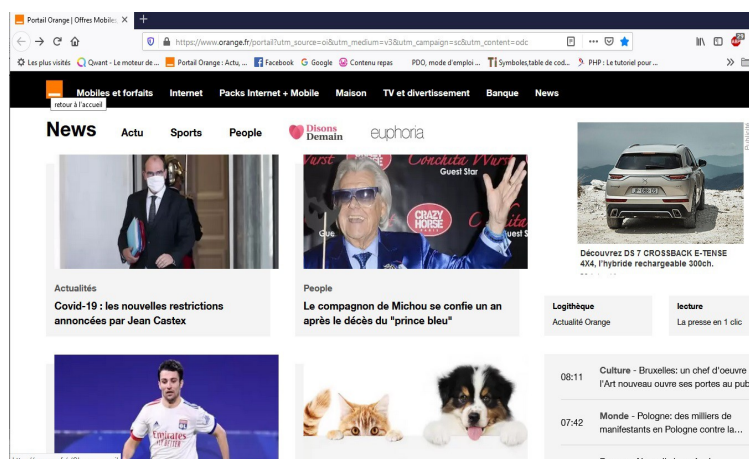 Portail Orange | Offres Mobiles,
https://www.orange.fr/portail?utm_source=oi&utm_medium=v3&utm_campaign=sc&utm_content=odc
Les plus visités Qwant - Le moteur de ... Portail Orange : Actu, ... Facebook Google Contenu repas PDO, mode d'emploi ... Symboles,table de cod... PHP : Le tutoriel pour ...
Mobiles et forfaits Internet Packs Internet + Mobile Maison TV et divertissement Banque News
retour à l'accueil
News Actu Sports People Disons Demain euphoria
Publicité
Conchita Wurst
Guest Star
CRAZY HORSE
PARIS
Découvrez DS 7 CROSSBACK E-TENSE
4X4, l'hybride rechargeable 300ch.
Actualités
Covid-19 : les nouvelles restrictions
annoncées par Jean Castex
People
Le compagnon de Michou se confie un an
après le décès du "prince bleu"
Logithèque
Actualité Orange
lecture
La presse en 1 clic
08:11 Culture - Bruxelles: un chef d'oeuvre
l'Art nouveau ouvre ses portes au pub
07:42 Monde - Pologne: des milliers de
manifestants en Pologne contre la...
Emirates